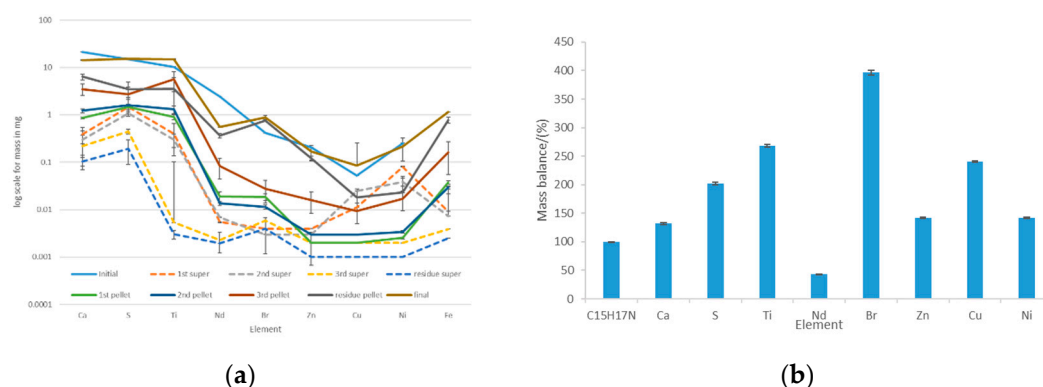 100
10
1
0.1
0.01
0.001
0.0001
log scale for mass in mg
Initial
1st super
2nd super
3rd super
residue super
1st pellet
2nd pellet
3rd pellet
residue pellet
final
Ca S Ti Nd Br Zn Cu Ni Fe
Element
(a)
450
400
350
300
250
200
150
100
50
0
Mass balance/(%)
C15H17N Ca S Ti Nd Br Zn Cu Ni
Element
(b)